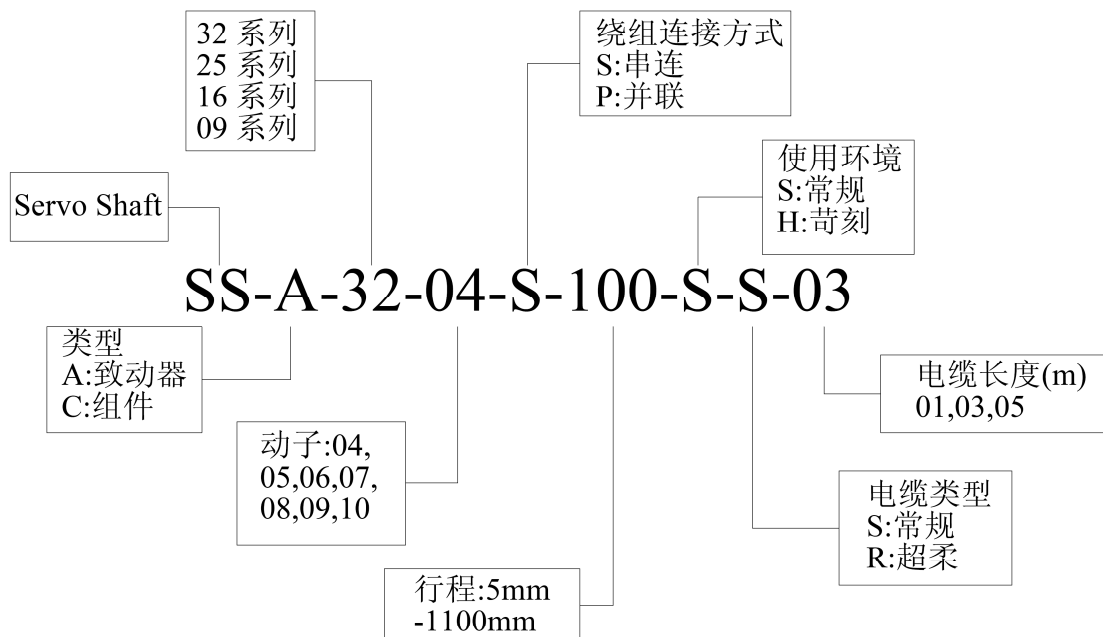 32 系列
25 系列
16 系列
09 系列
绕组连接方式
S:串连
P:并联
使用环境
S:常规
H:苛刻
Servo Shaft
SS-A-32-04-S-100-S-S-03
类型
A:致动器
C:组件
电缆长度(m)
01,03,05
动子:04,
05,06,07,
08,09,10
电缆类型
S:常规
R:超柔
行程:5mm
-1100mm